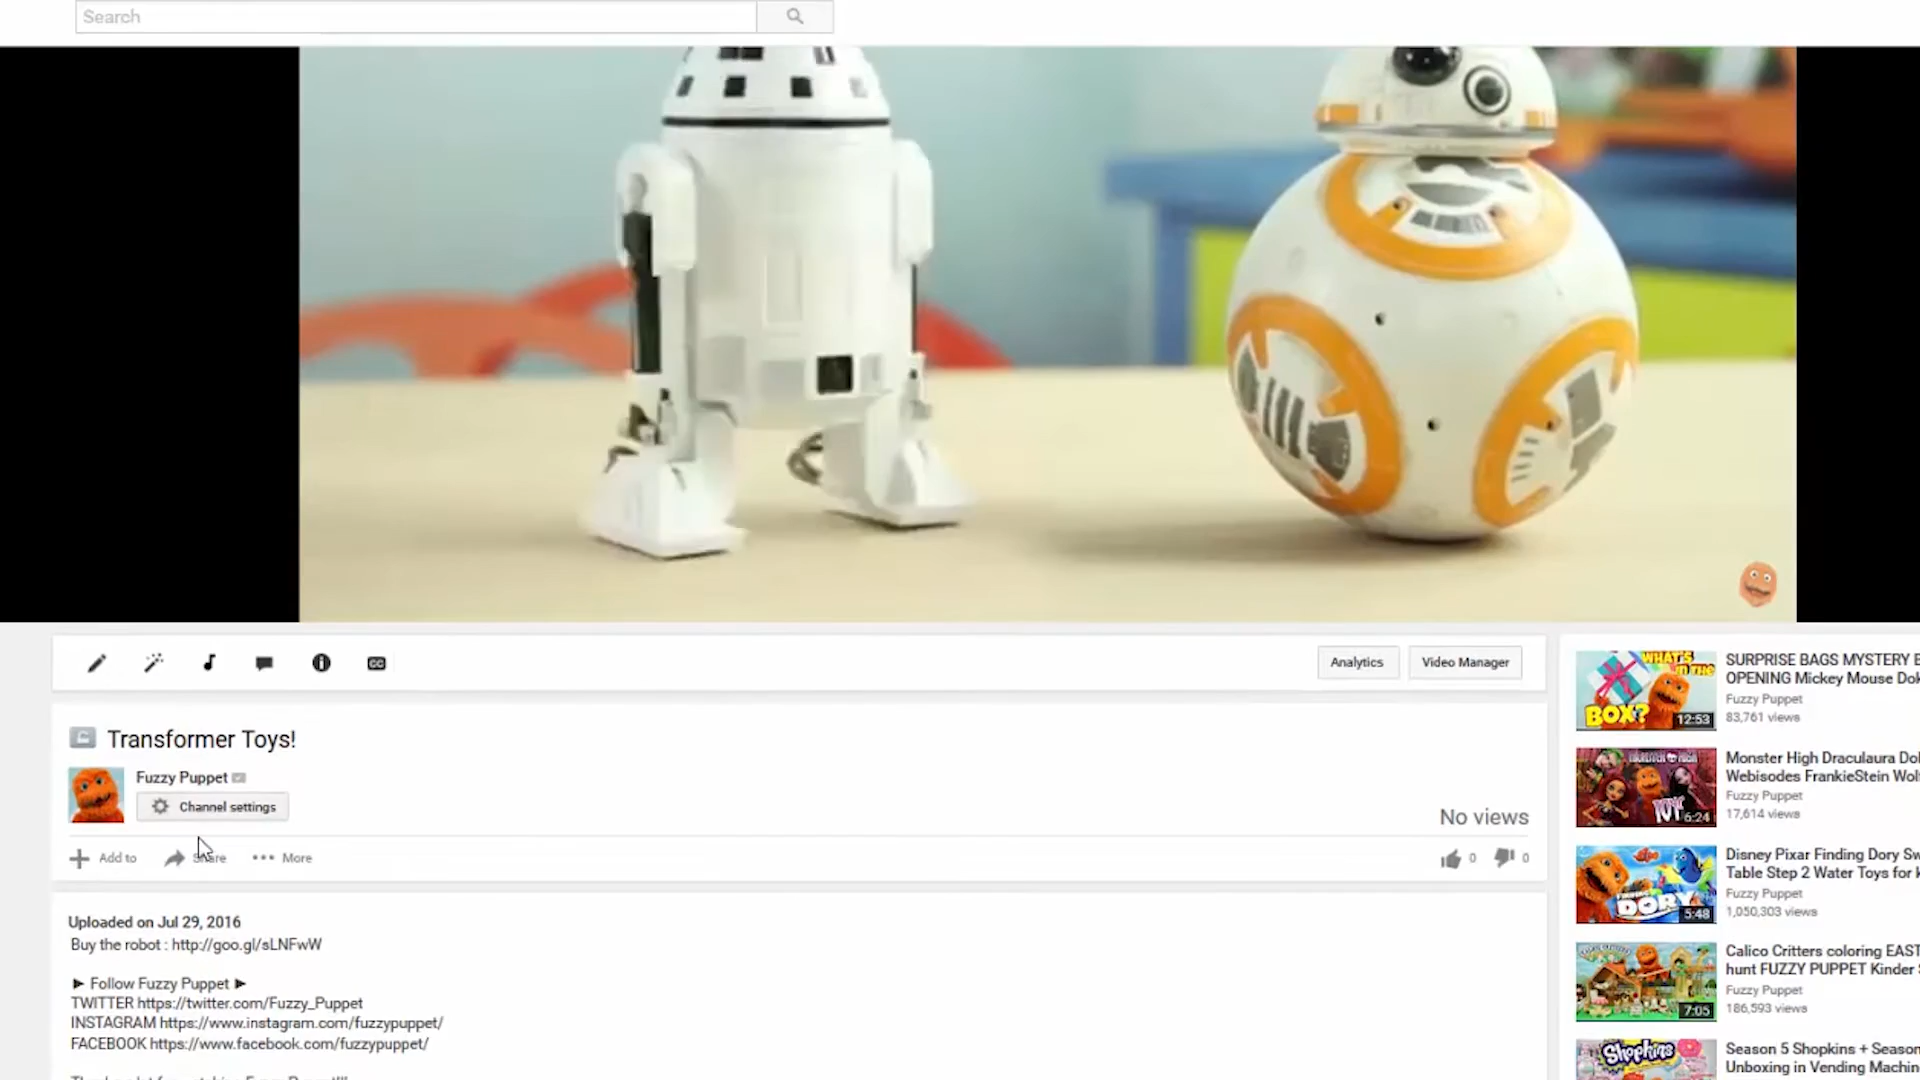 Search
Analytics
Video Manager
Transformer Toys!
Fuzzy Puppet
Channel settings
No views
Add to
Share
More
0
0
Uploaded on Jul 29, 2016
Buy the robot : http://goo.gl/sLNFwW
► Follow Fuzzy Puppet ►
TWITTER https://twitter.com/Fuzzy_Puppet
INSTAGRAM https://www.instagram.com/fuzzypuppet/
FACEBOOK https://www.facebook.com/fuzzypuppet/
WHAT'S
IN THE
BOX?
12:53
SURPRISE BAGS MYSTERY
OPENING Mickey Mouse
Fuzzy Puppet
83,761 views
6:24
Monster High Draculaura
Webisodes FrankieStein
Fuzzy Puppet
17,614 views
DORY
5:48
Disney Pixar Finding Dory
Table Step 2 Water Toys for
Fuzzy Puppet
1,050,303 views
7:05
Calico Critters coloring
hunt FUZZY PUPPET Kinder
Fuzzy Puppet
186,593 views
Shopkins
Season 5 Shopkins +
Unboxing in Vending